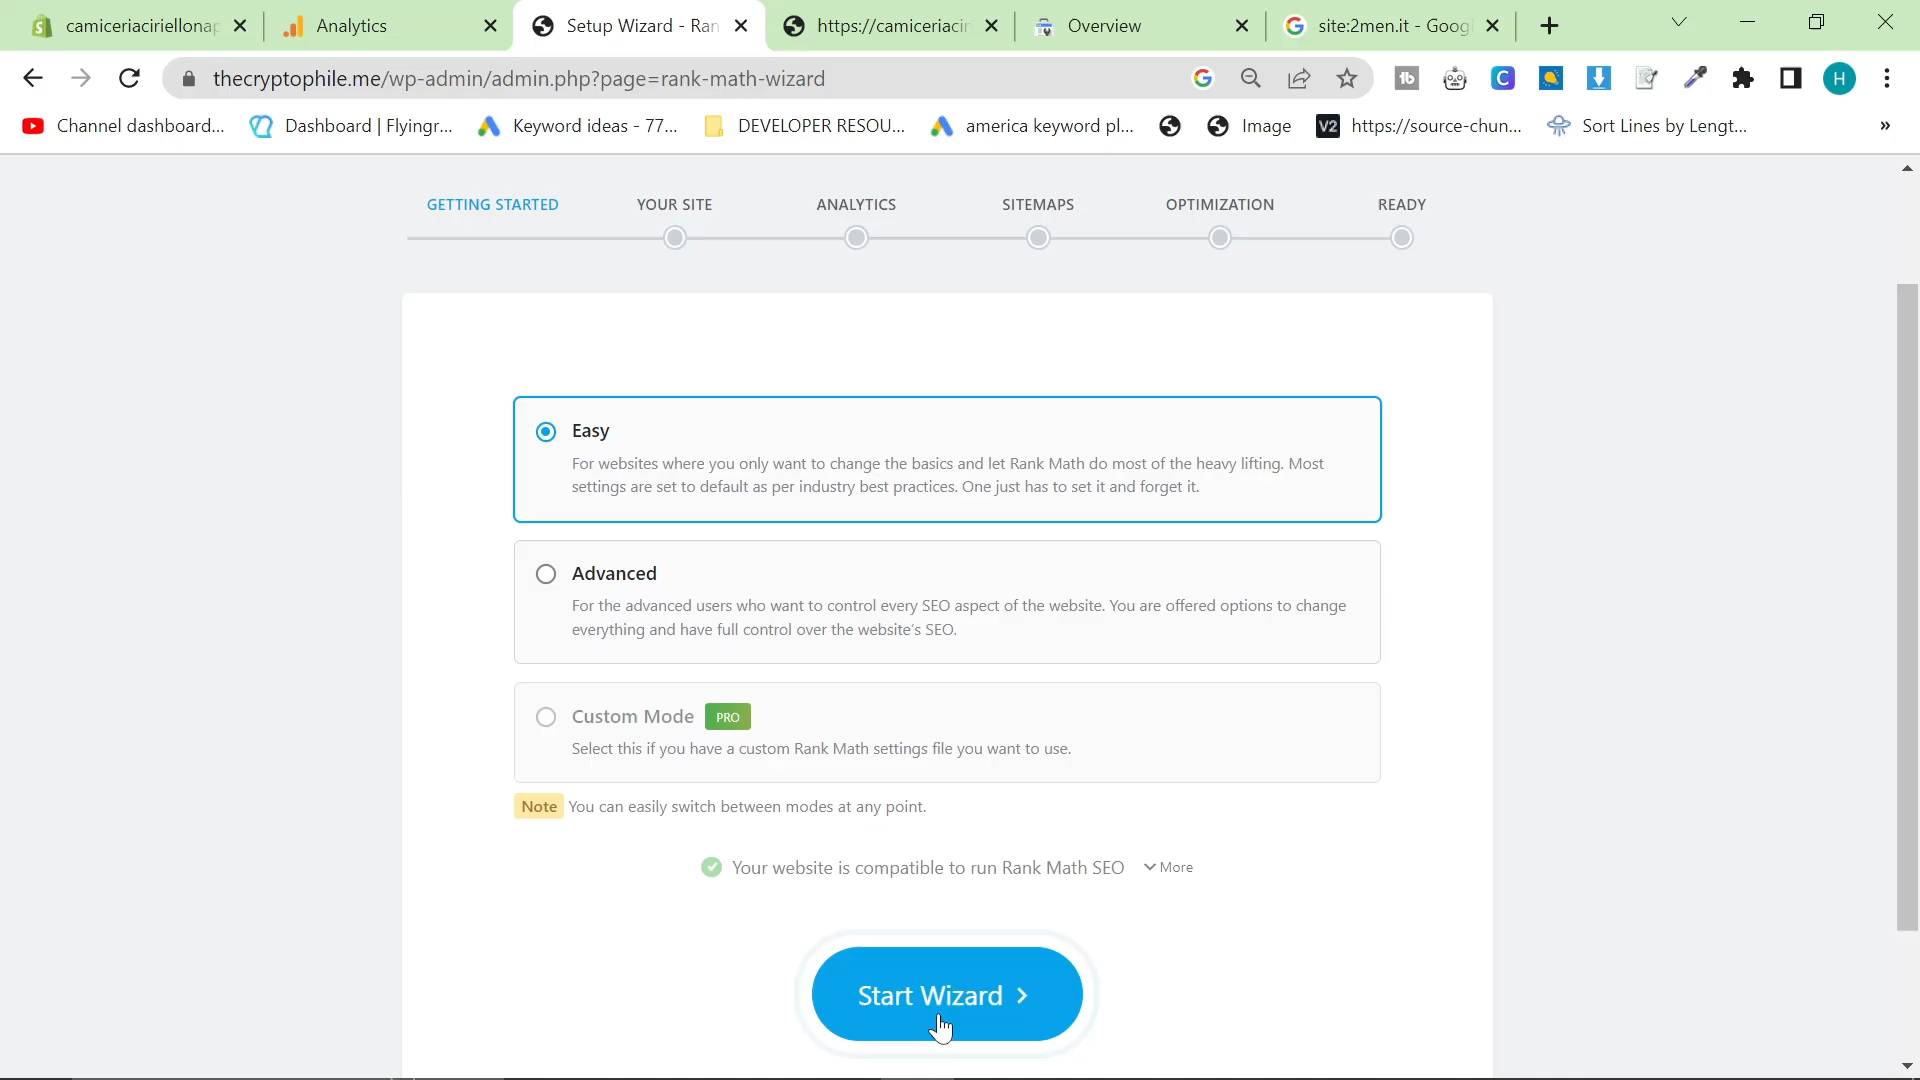 camiceriaciriellonap
Analytics
Setup Wizard - Ran
https://camiceriacir
Overview
site:2men.it - Googl
thecryptophile.me/wp-admin/admin.php?page=rank-math-wizard
H
Channel dashboard...
Dashboard | Flyingr...
Keyword ideas - 77...
DEVELOPER RESOU...
america keyword pl...
Image
V2
https://source-chun...
Sort Lines by Lengt...
»
GETTING STARTED
YOUR SITE
ANALYTICS
SITEMAPS
OPTIMIZATION
READY
Easy
For websites where you only want to change the basics and let Rank Math do most of the heavy lifting. Most
settings are set to default as per industry best practices. One just has to set it and forget it.
Advanced
For the advanced users who want to control every SEO aspect of the website. You are offered options to change
everything and have full control over the website's SEO.
Custom Mode PRO
Select this if you have a custom Rank Math settings file you want to use.
Note You can easily switch between modes at any point.
Your website is compatible to run Rank Math SEO
More
Start Wizard